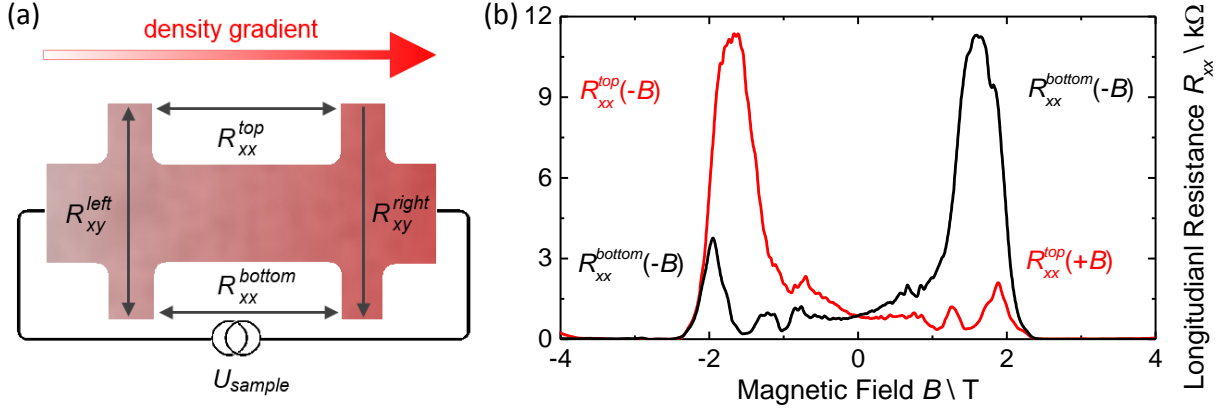 (a)
density gradient
R_xx^top
R_xy^left
R_xy^right
R_xx^bottom
U_sample
(b)
12
9
6
3
0
R_xx^top(-B)
R_xx^bottom(-B)
R_xx^bottom(-B)
R_xx^top(+B)
-4
-2
0
2
4
Magnetic Field B \ T
Longitudianl Resistance R_xx \ kΩ